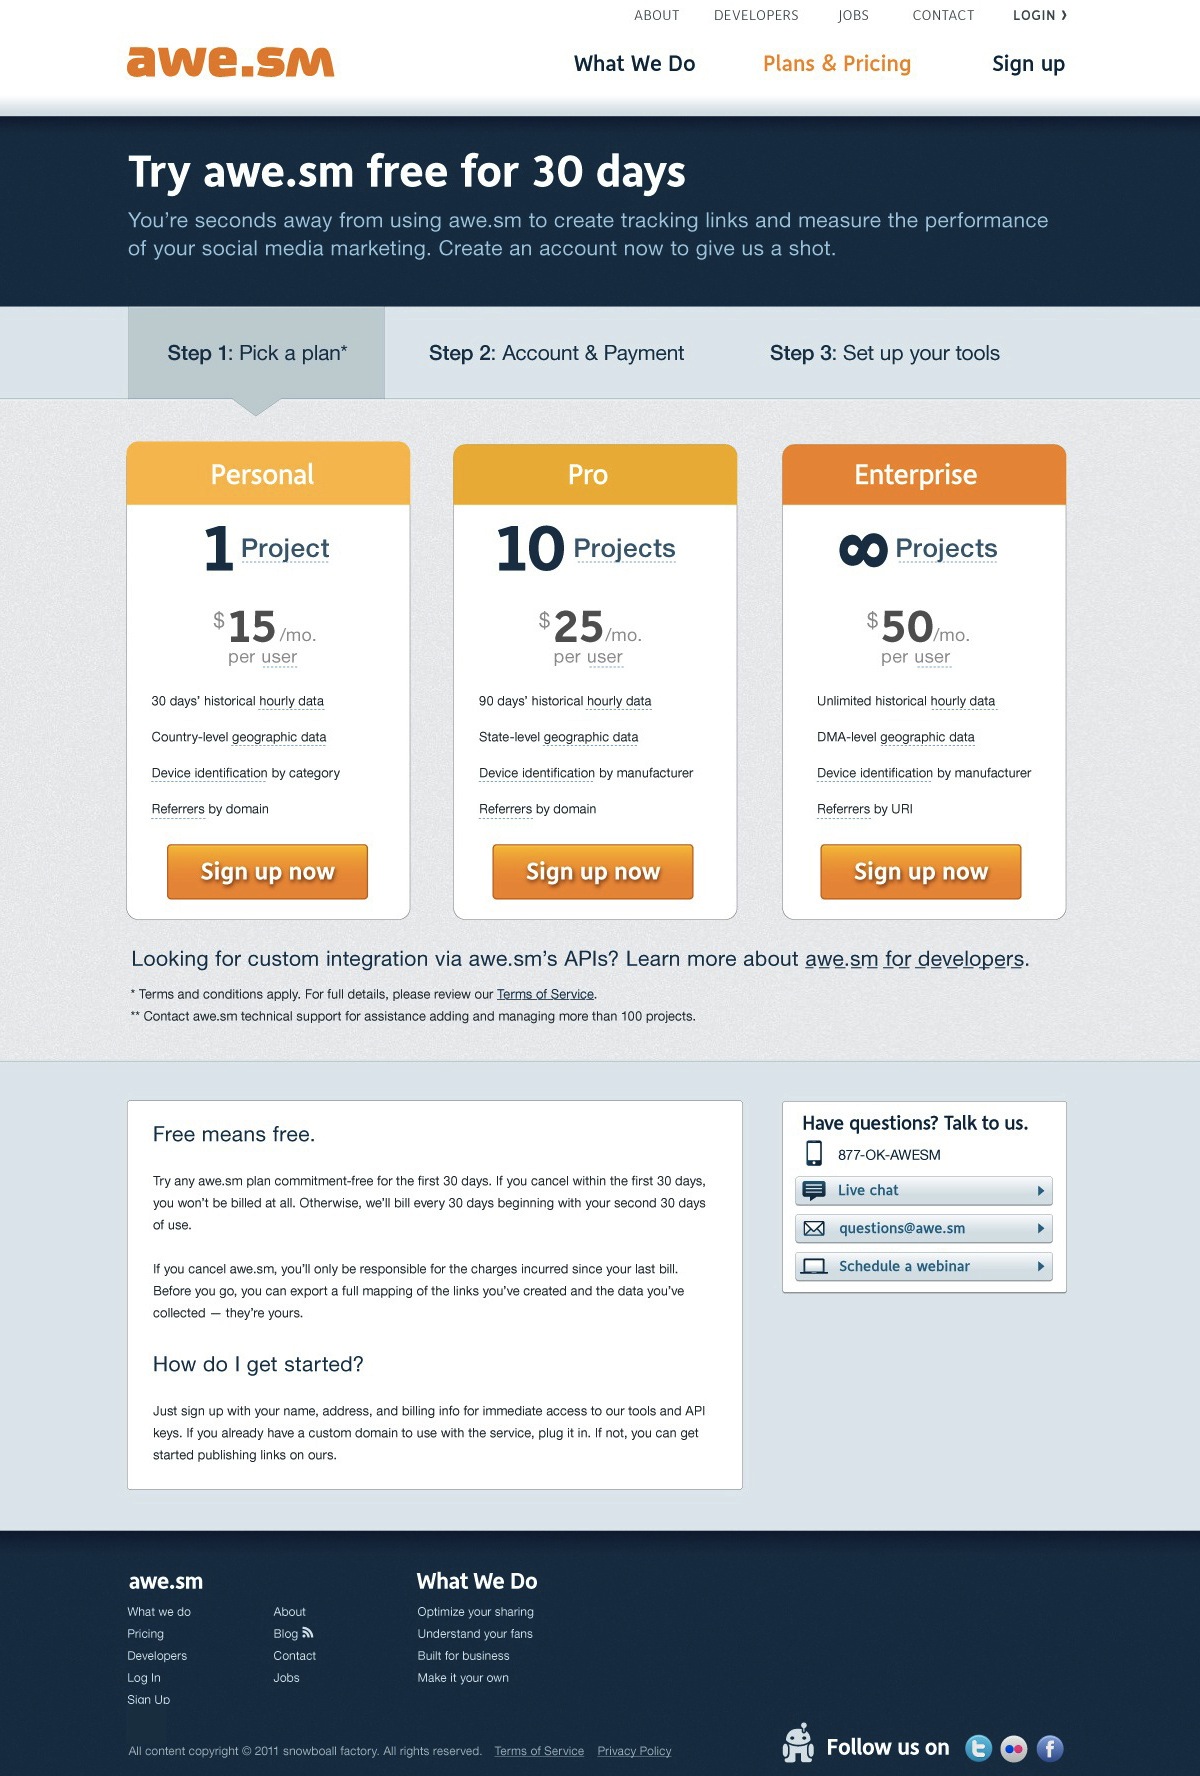 ABOUT DEVELOPERS JOBS CONTACT LOGIN ›
awe.sm
What We Do Plans & Pricing Sign up
Try awe.sm free for 30 days
You're seconds away from using awe.sm to create tracking links and measure the performance
of your social media marketing. Create an account now to give us a shot.
Step 1: Pick a plan* Step 2: Account & Payment Step 3: Set up your tools
Personal
1 Project
$15/mo.
per user
30 days' historical hourly data
Country-level geographic data
Device identification by category
Referrers by domain
Sign up now
Pro
10 Projects
$25/mo.
per user
90 days' historical hourly data
State-level geographic data
Device identification by manufacturer
Referrers by domain
Sign up now
Enterprise
∞ Projects
$50/mo.
per user
Unlimited historical hourly data
DMA-level geographic data
Device identification by manufacturer
Referrers by URI
Sign up now
Looking for custom integration via awe.sm's APIs? Learn more about awe.sm for developers.
* Terms and conditions apply. For full details, please review our Terms of Service.
** Contact awe.sm technical support for assistance adding and managing more than 100 projects.
Free means free.
Try any awe.sm plan commitment-free for the first 30 days. If you cancel within the first 30 days,
you won't be billed at all. Otherwise, we'll bill every 30 days beginning with your second 30 days
of use.
If you cancel awe.sm, you'll only be responsible for the charges incurred since your last bill.
Before you go, you can export a full mapping of the links you've created and the data you've
collected — they're yours.
How do I get started?
Just sign up with your name, address, and billing info for immediate access to our tools and API
keys. If you already have a custom domain to use with the service, plug it in. If not, you can get
started publishing links on ours.
Have questions? Talk to us.
877-OK-AWESM
Live chat
questions@awe.sm
Schedule a webinar
awe.sm
What we do
Pricing
Developers
Log In
Sign Up
About
Blog
Contact
Jobs
What We Do
Optimize your sharing
Understand your fans
Built for business
Make it your own
All content copyright © 2011 snowboall factory. All rights reserved. Terms of Service Privacy Policy
Follow us on